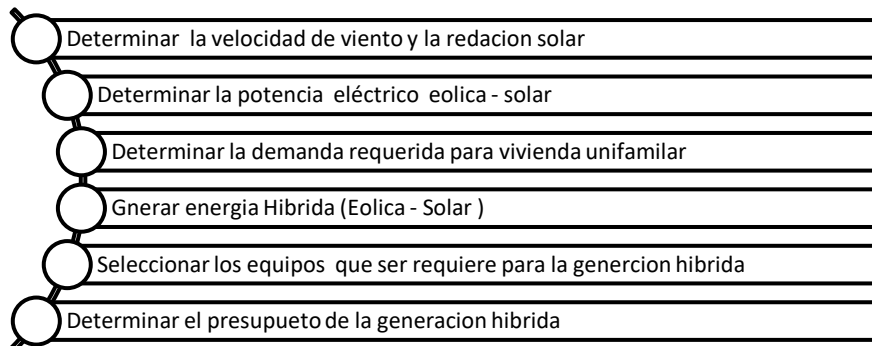 Determinar la velocidad de viento y la redacion solar
Determinar la potencia eléctrico eolica - solar
Determinar la demanda requerida para vivienda unifamilar
Gnerar energia Hibrida (Eolica - Solar )
Seleccionar los equipos que ser requiere para la genercion hibrida
Determinar el presupueto de la generacion hibrida